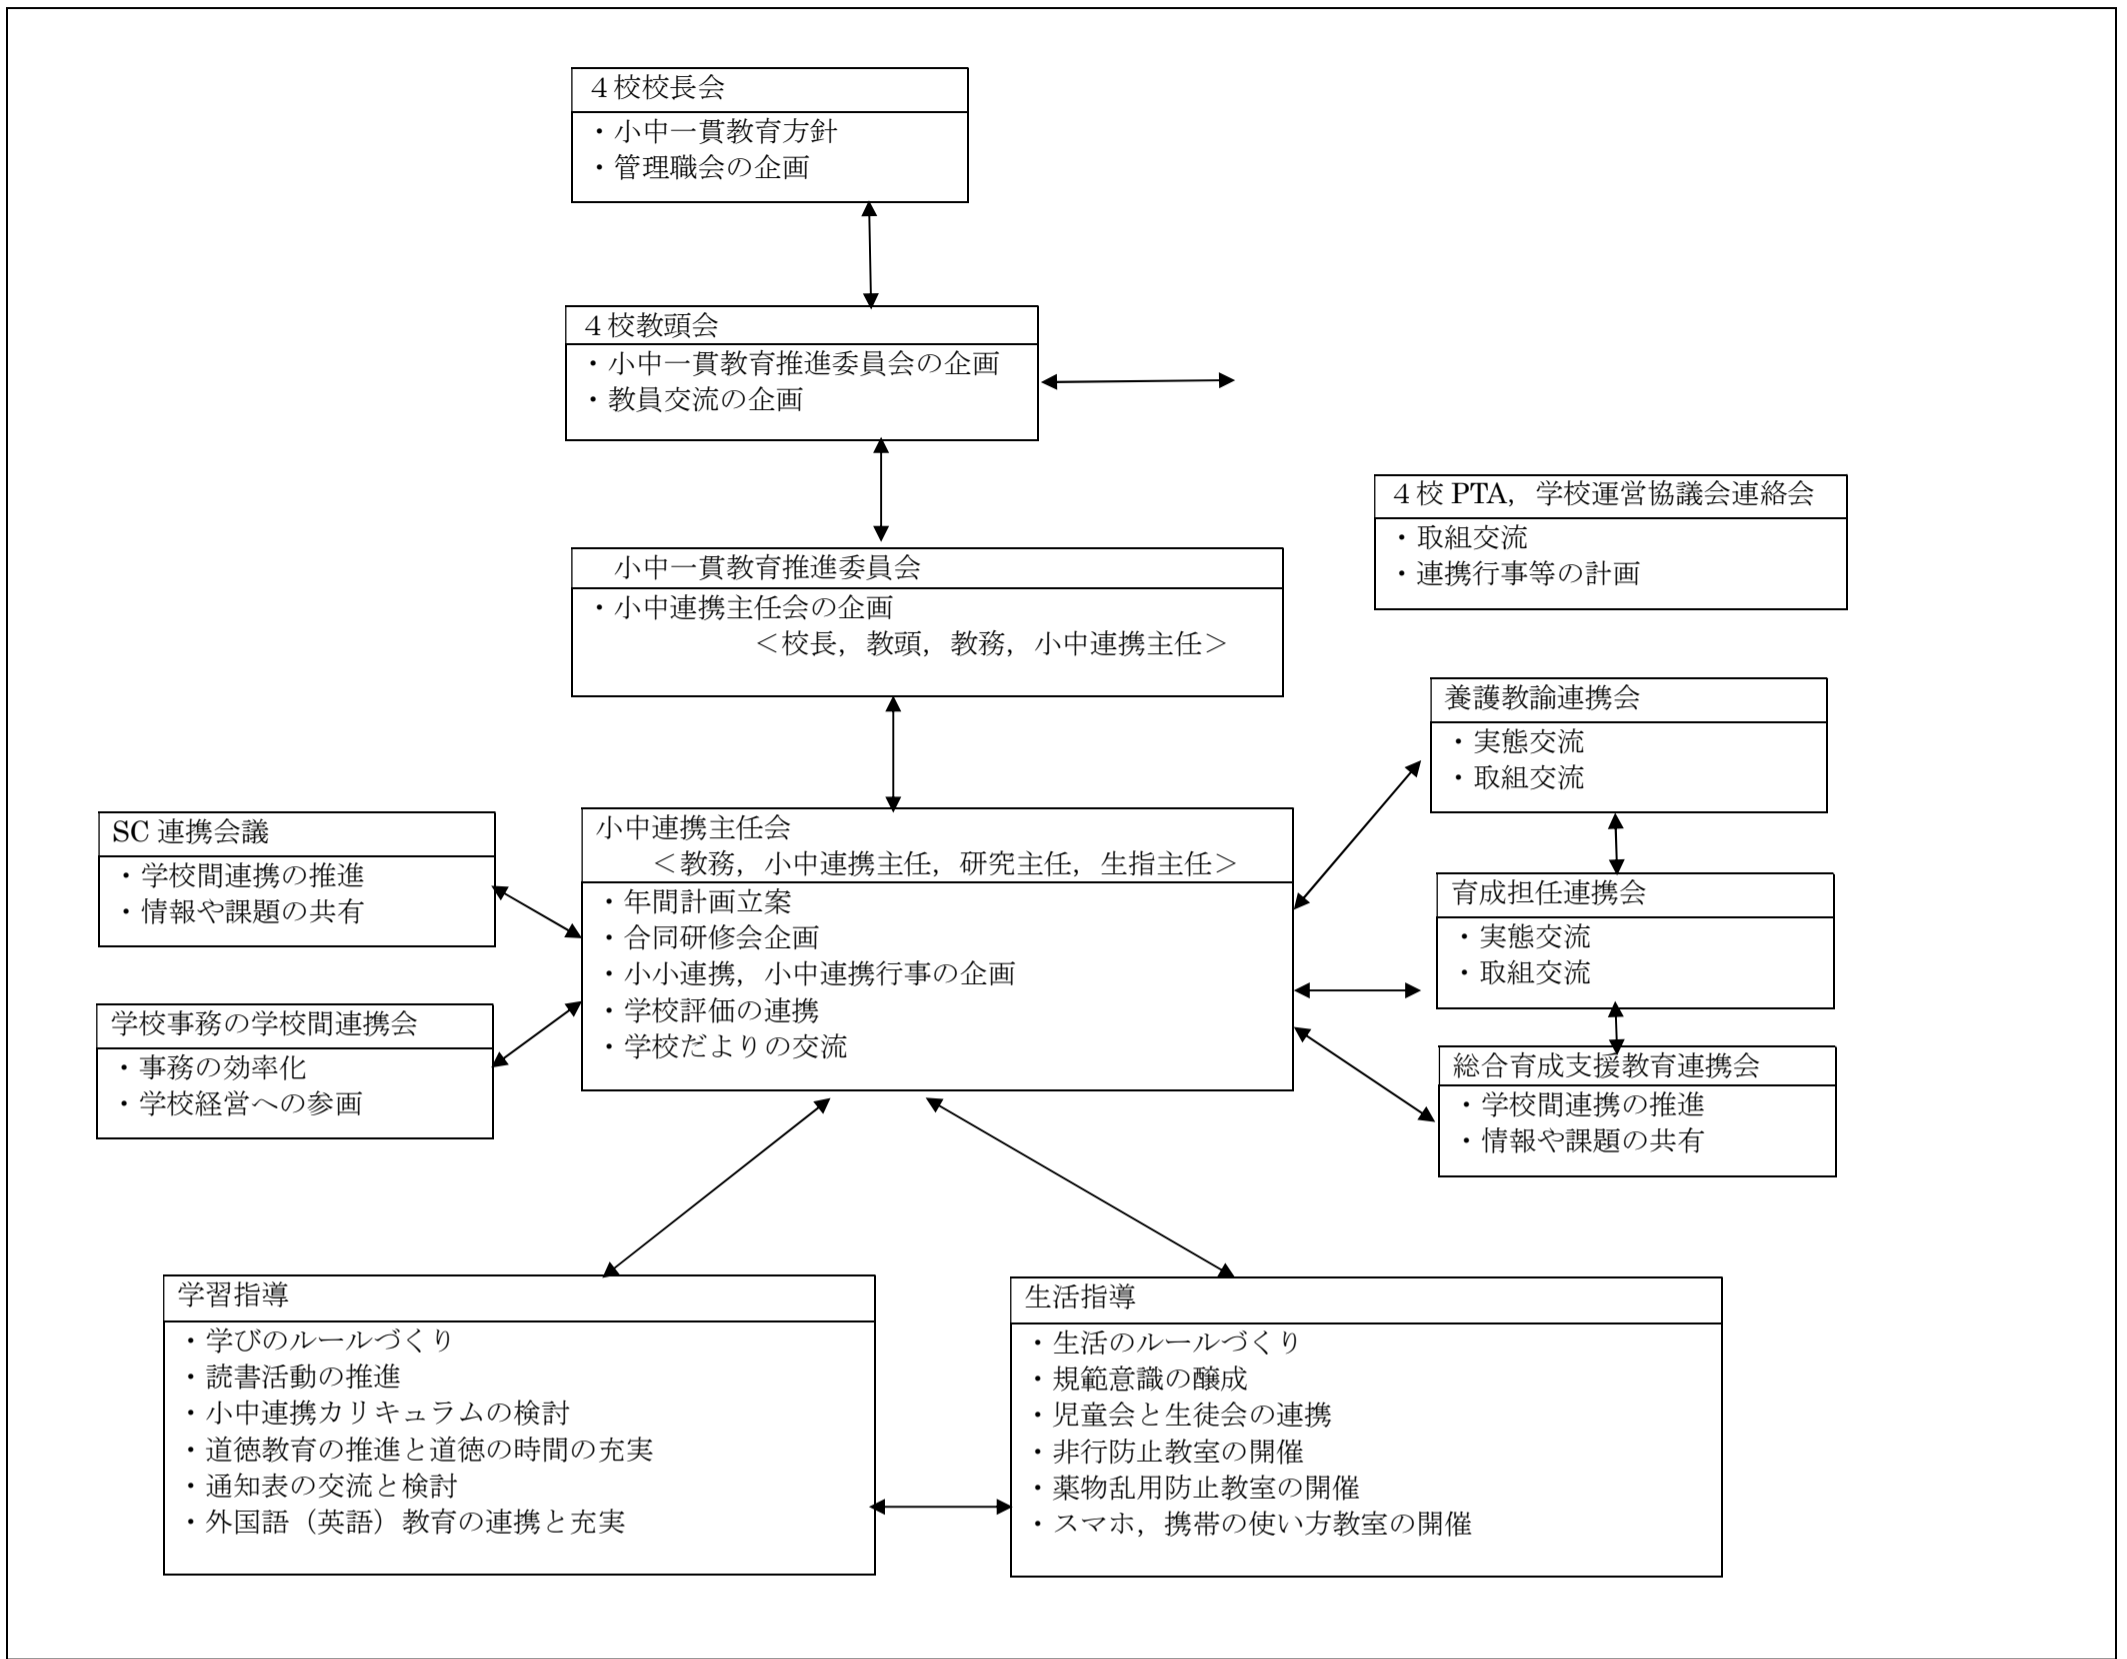 ４校校長会
・小中一貫教育方針
・管理職会の企画
４校教頭会
・小中一貫教育推進委員会の企画
・教員交流の企画
４校 PTA，学校運営協議会連絡会
・取組交流
・連携行事等の計画
小中一貫教育推進委員会
・小中連携主任会の企画
＜校長，教頭，教務，小中連携主任＞
養護教諭連携会
・実態交流
・取組交流
SC 連携会議
・学校間連携の推進
・情報や課題の共有
小中連携主任会
＜教務，小中連携主任，研究主任，生指主任＞
・年間計画立案
・合同研修会企画
・小小連携，小中連携行事の企画
・学校評価の連携
・学校だよりの交流
育成担任連携会
・実態交流
・取組交流
学校事務の学校間連携会
・事務の効率化
・学校経営への参画
総合育成支援教育連携会
・学校間連携の推進
・情報や課題の共有
学習指導
・学びのルールづくり
・読書活動の推進
・小中連携カリキュラムの検討
・道徳教育の推進と道徳の時間の充実
・通知表の交流と検討
・外国語（英語）教育の連携と充実
生活指導
・生活のルールづくり
・規範意識の醸成
・児童会と生徒会の連携
・非行防止教室の開催
・薬物乱用防止教室の開催
・スマホ，携帯の使い方教室の開催